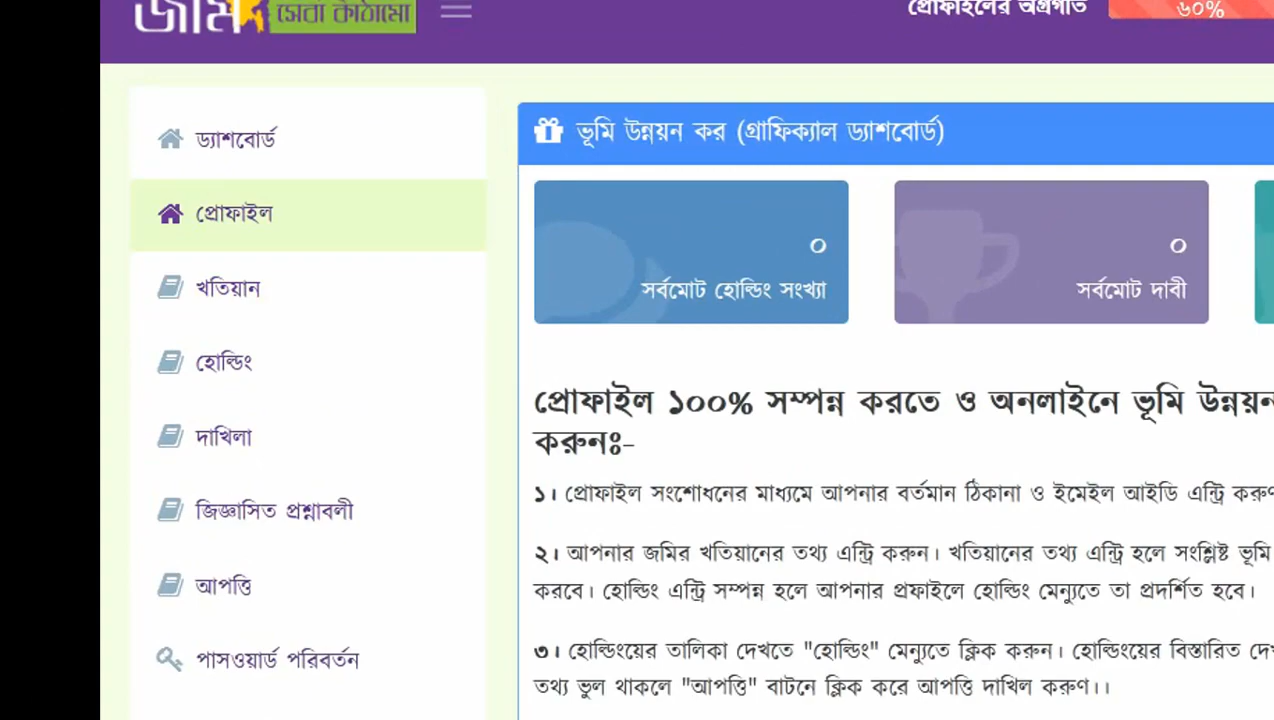 জমি সেবা কাঠামো
প্রোফাইলের অগ্রগতি ৬০%
ড্যাশবোর্ড
প্রোফাইল
খতিয়ান
হোল্ডিং
দাখিলা
জিজ্ঞাসিত প্রশ্নাবলী
আপত্তি
পাসওয়ার্ড পরিবর্তন
ভূমি উন্নয়ন কর (গ্রাফিক্যাল ড্যাশবোর্ড)
০
সর্বমোট হোল্ডিং সংখ্যা
০
সর্বমোট দাবী
প্রোফাইল ১০০% সম্পন্ন করতে ও অনলাইনে ভূমি উন্নয়ন
করুনঃ-
১। প্রোফাইল সংশোধনের মাধ্যমে আপনার বর্তমান ঠিকানা ও ইমেইল আইডি এন্ট্রি
২। আপনার জমির খতিয়ানের তথ্য এন্ট্রি করুন। খতিয়ানের তথ্য এন্ট্রি হলে সংশ্লিষ্ট ভূমি
করবে। হোল্ডিং এন্ট্রি সম্পন্ন হলে আপনার প্রফাইলে হোল্ডিং মেন্যুতে তা প্রদর্শিত হবে।
৩। হোল্ডিংয়ের তালিকা দেখতে "হোল্ডিং" মেন্যুতে ক্লিক করুন। হোল্ডিংয়ের বিস্তারিত
তথ্য ভুল থাকলে "আপত্তি" বাটনে ক্লিক করে আপত্তি দাখিল করুণ।।